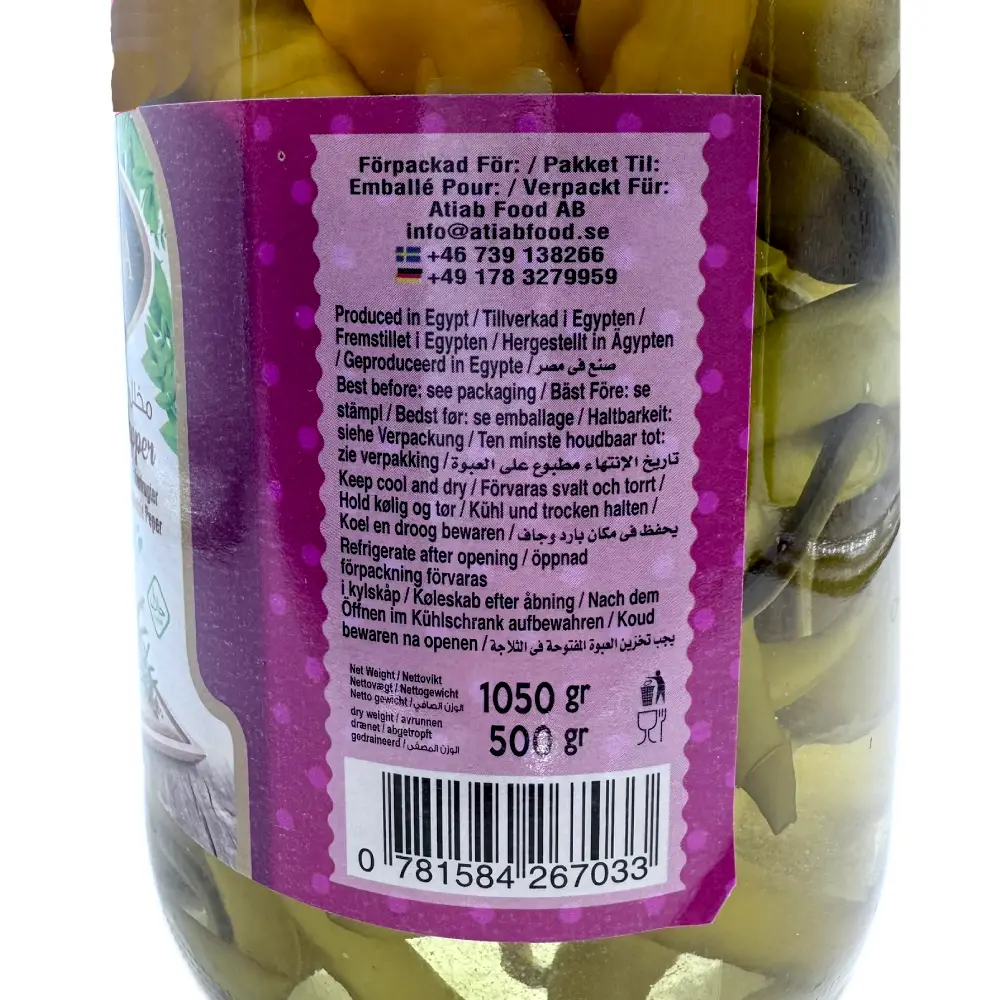 Förpackad För: / Pakket Til:
Emballé Pour: / Verpackt Für:
Atiab Food AB
info@atiabfood.se
+46 739 138266
+49 178 3279959
Produced in Egypt / Tillverkad i Egypten /
Fremstillet i Egypten / Hergestellt in Ägypten
/ Geproduceerd in Egypte / صنع فى مصر
Best before: see packaging / Bäst Före: se
stämpl / Bedst før: se emballage / Haltbarkeit:
siehe Verpackung / Ten minste houdbaar tot:
zie verpakking / تاريخ الإنتهاء مطبوع على العبوة
Keep cool and dry / Förvaras svalt och torrt /
Hold kølig og tør / Kühl und trocken halten /
Koel en droog bewaren / يحفظ فى مكان بارد وجاف
Refrigerate after opening / öppnad
förpackning förvaras
i kylskåp / Køleskab efter åbning / Nach dem
Öffnen im Kühlschrank aufbewahren / Koud
bewaren na openen / يجب تخزين العبوة المفتوحة في الثلاجة
Net Weight / Nettovikt
Nettovægt / Nettogewicht
Netto gewicht / الوزن الصافي
1050 gr
dry weight / avrunnen
drænet / abgetropft
gedraineerd / الوزن المصفى
500 gr
0 781584 267033
مخلل
حلال